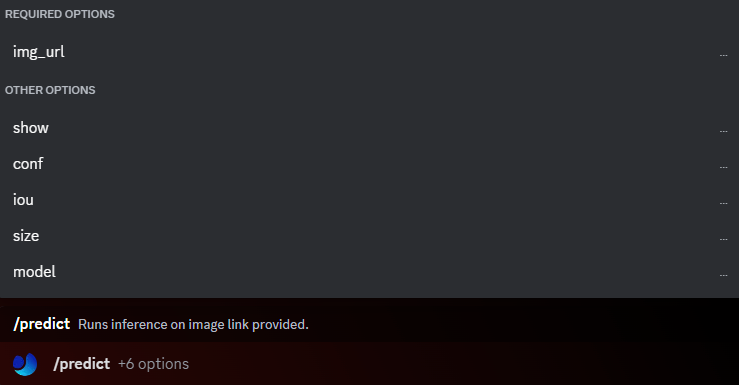 REQUIRED OPTIONS
img_url ...
OTHER OPTIONS
show ...
conf ...
iou ...
size ...
model ...
/predict Runs inference on image link provided.
/predict +6 options